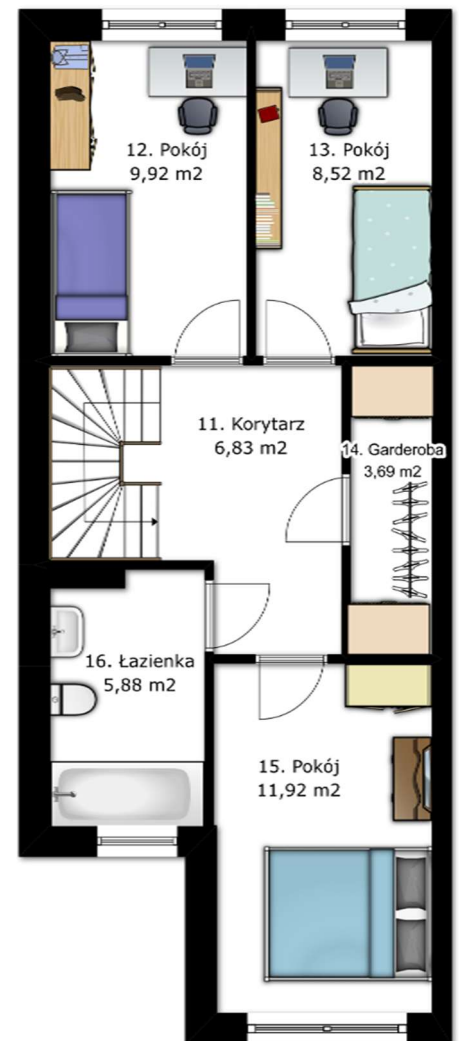 12. Pokój
9,92 m2
13. Pokój
8,52 m2
11. Korytarz
6,83 m2
14. Garderoba
3,69 m2
16. Łazienka
5,88 m2
15. Pokój
11,92 m2